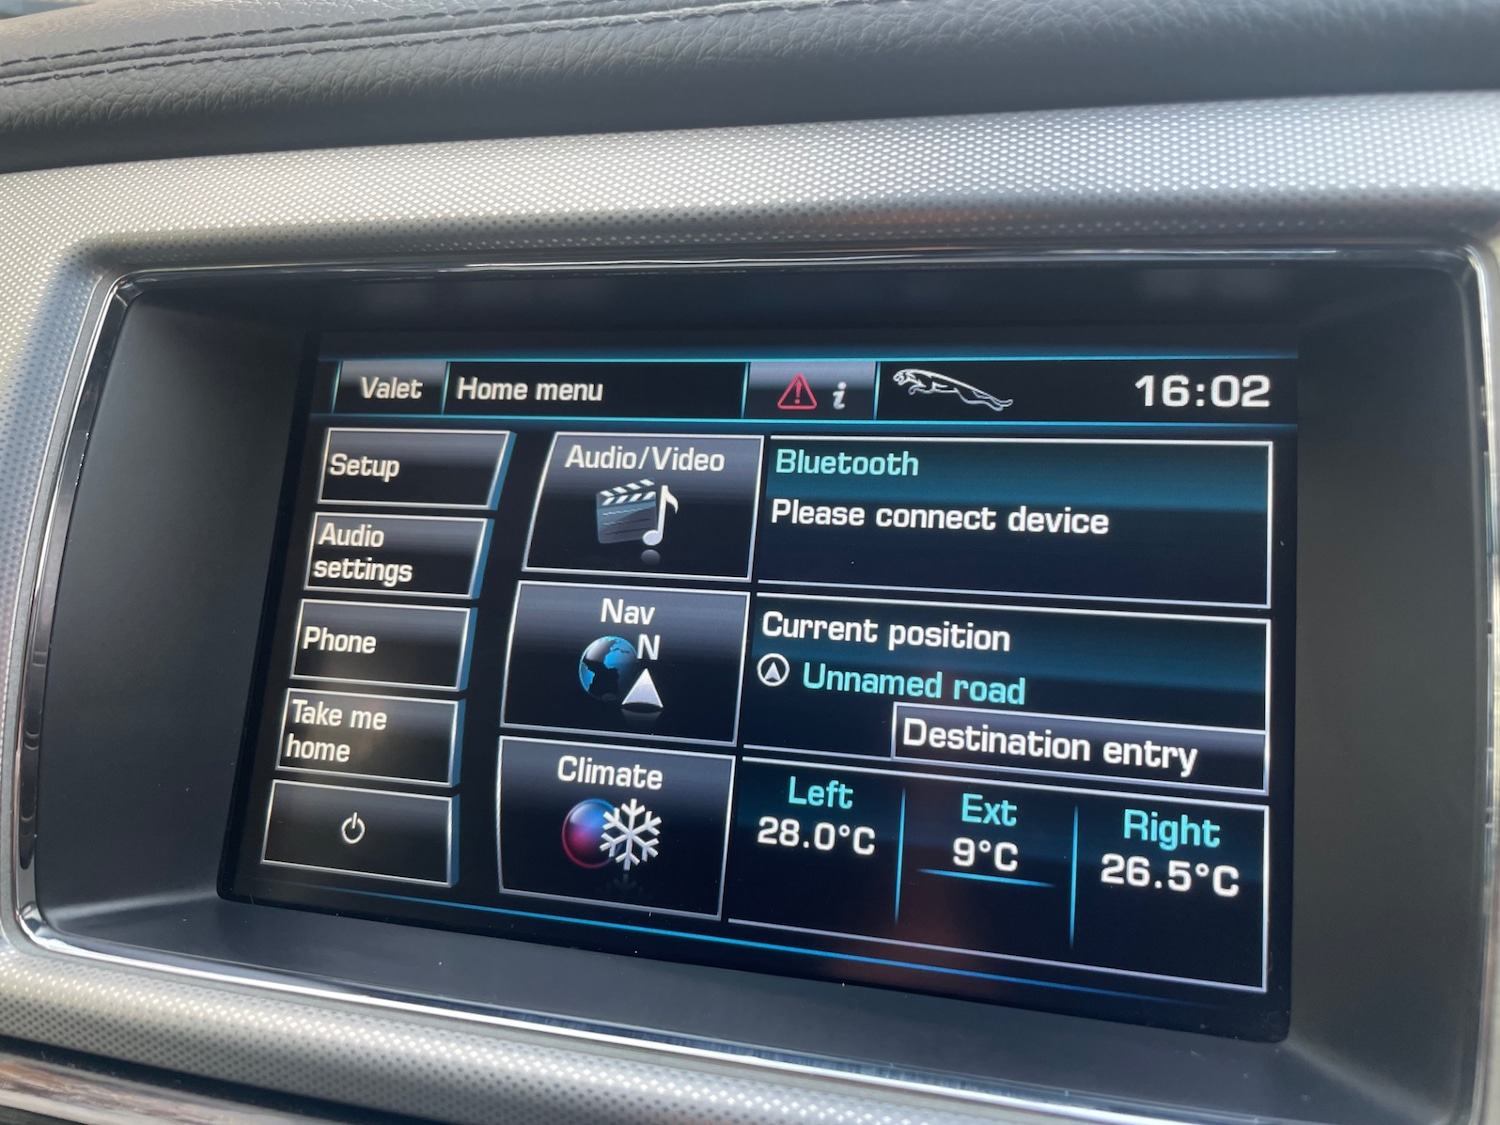 Valet
Home menu
i
16:02
Setup
Audio
settings
Phone
Take me
home
Audio/Video
Nav
N
Climate
Bluetooth
Please connect device
Current position
Unnamed road
Destination entry
Left
28.0°C
Ext
9°C
Right
26.5°C